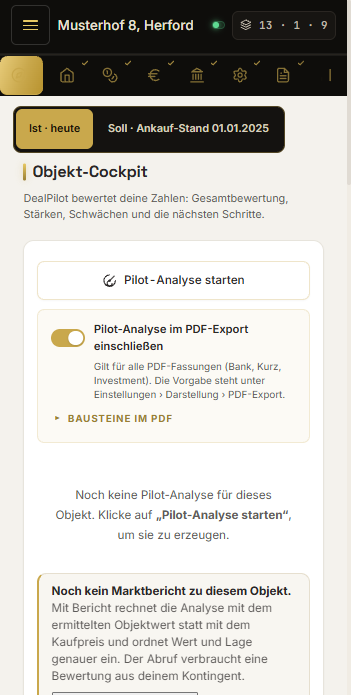 Musterhof 8, Herford
13 · 1 · 9
Ist · heute
Soll · Ankauf-Stand 01.01.2025
Objekt-Cockpit
DealPilot bewertet deine Zahlen: Gesamtbewertung,
Stärken, Schwächen und die nächsten Schritte.
Pilot-Analyse starten
Pilot-Analyse im PDF-Export
einschließen
Gilt für alle PDF-Fassungen (Bank, Kurz,
Investment). Die Vorgabe steht unter
Einstellungen › Darstellung › PDF-Export.
BAUSTEINE IM PDF
Noch keine Pilot-Analyse für dieses
Objekt. Klicke auf „Pilot-Analyse starten“,
um sie zu erzeugen.
Noch kein Marktbericht zu diesem Objekt.
Mit Bericht rechnet die Analyse mit dem
ermittelten Objektwert statt mit dem
Kaufpreis und ordnet Wert und Lage
genauer ein. Der Abruf verbraucht eine
Bewertung aus deinem Kontingent.